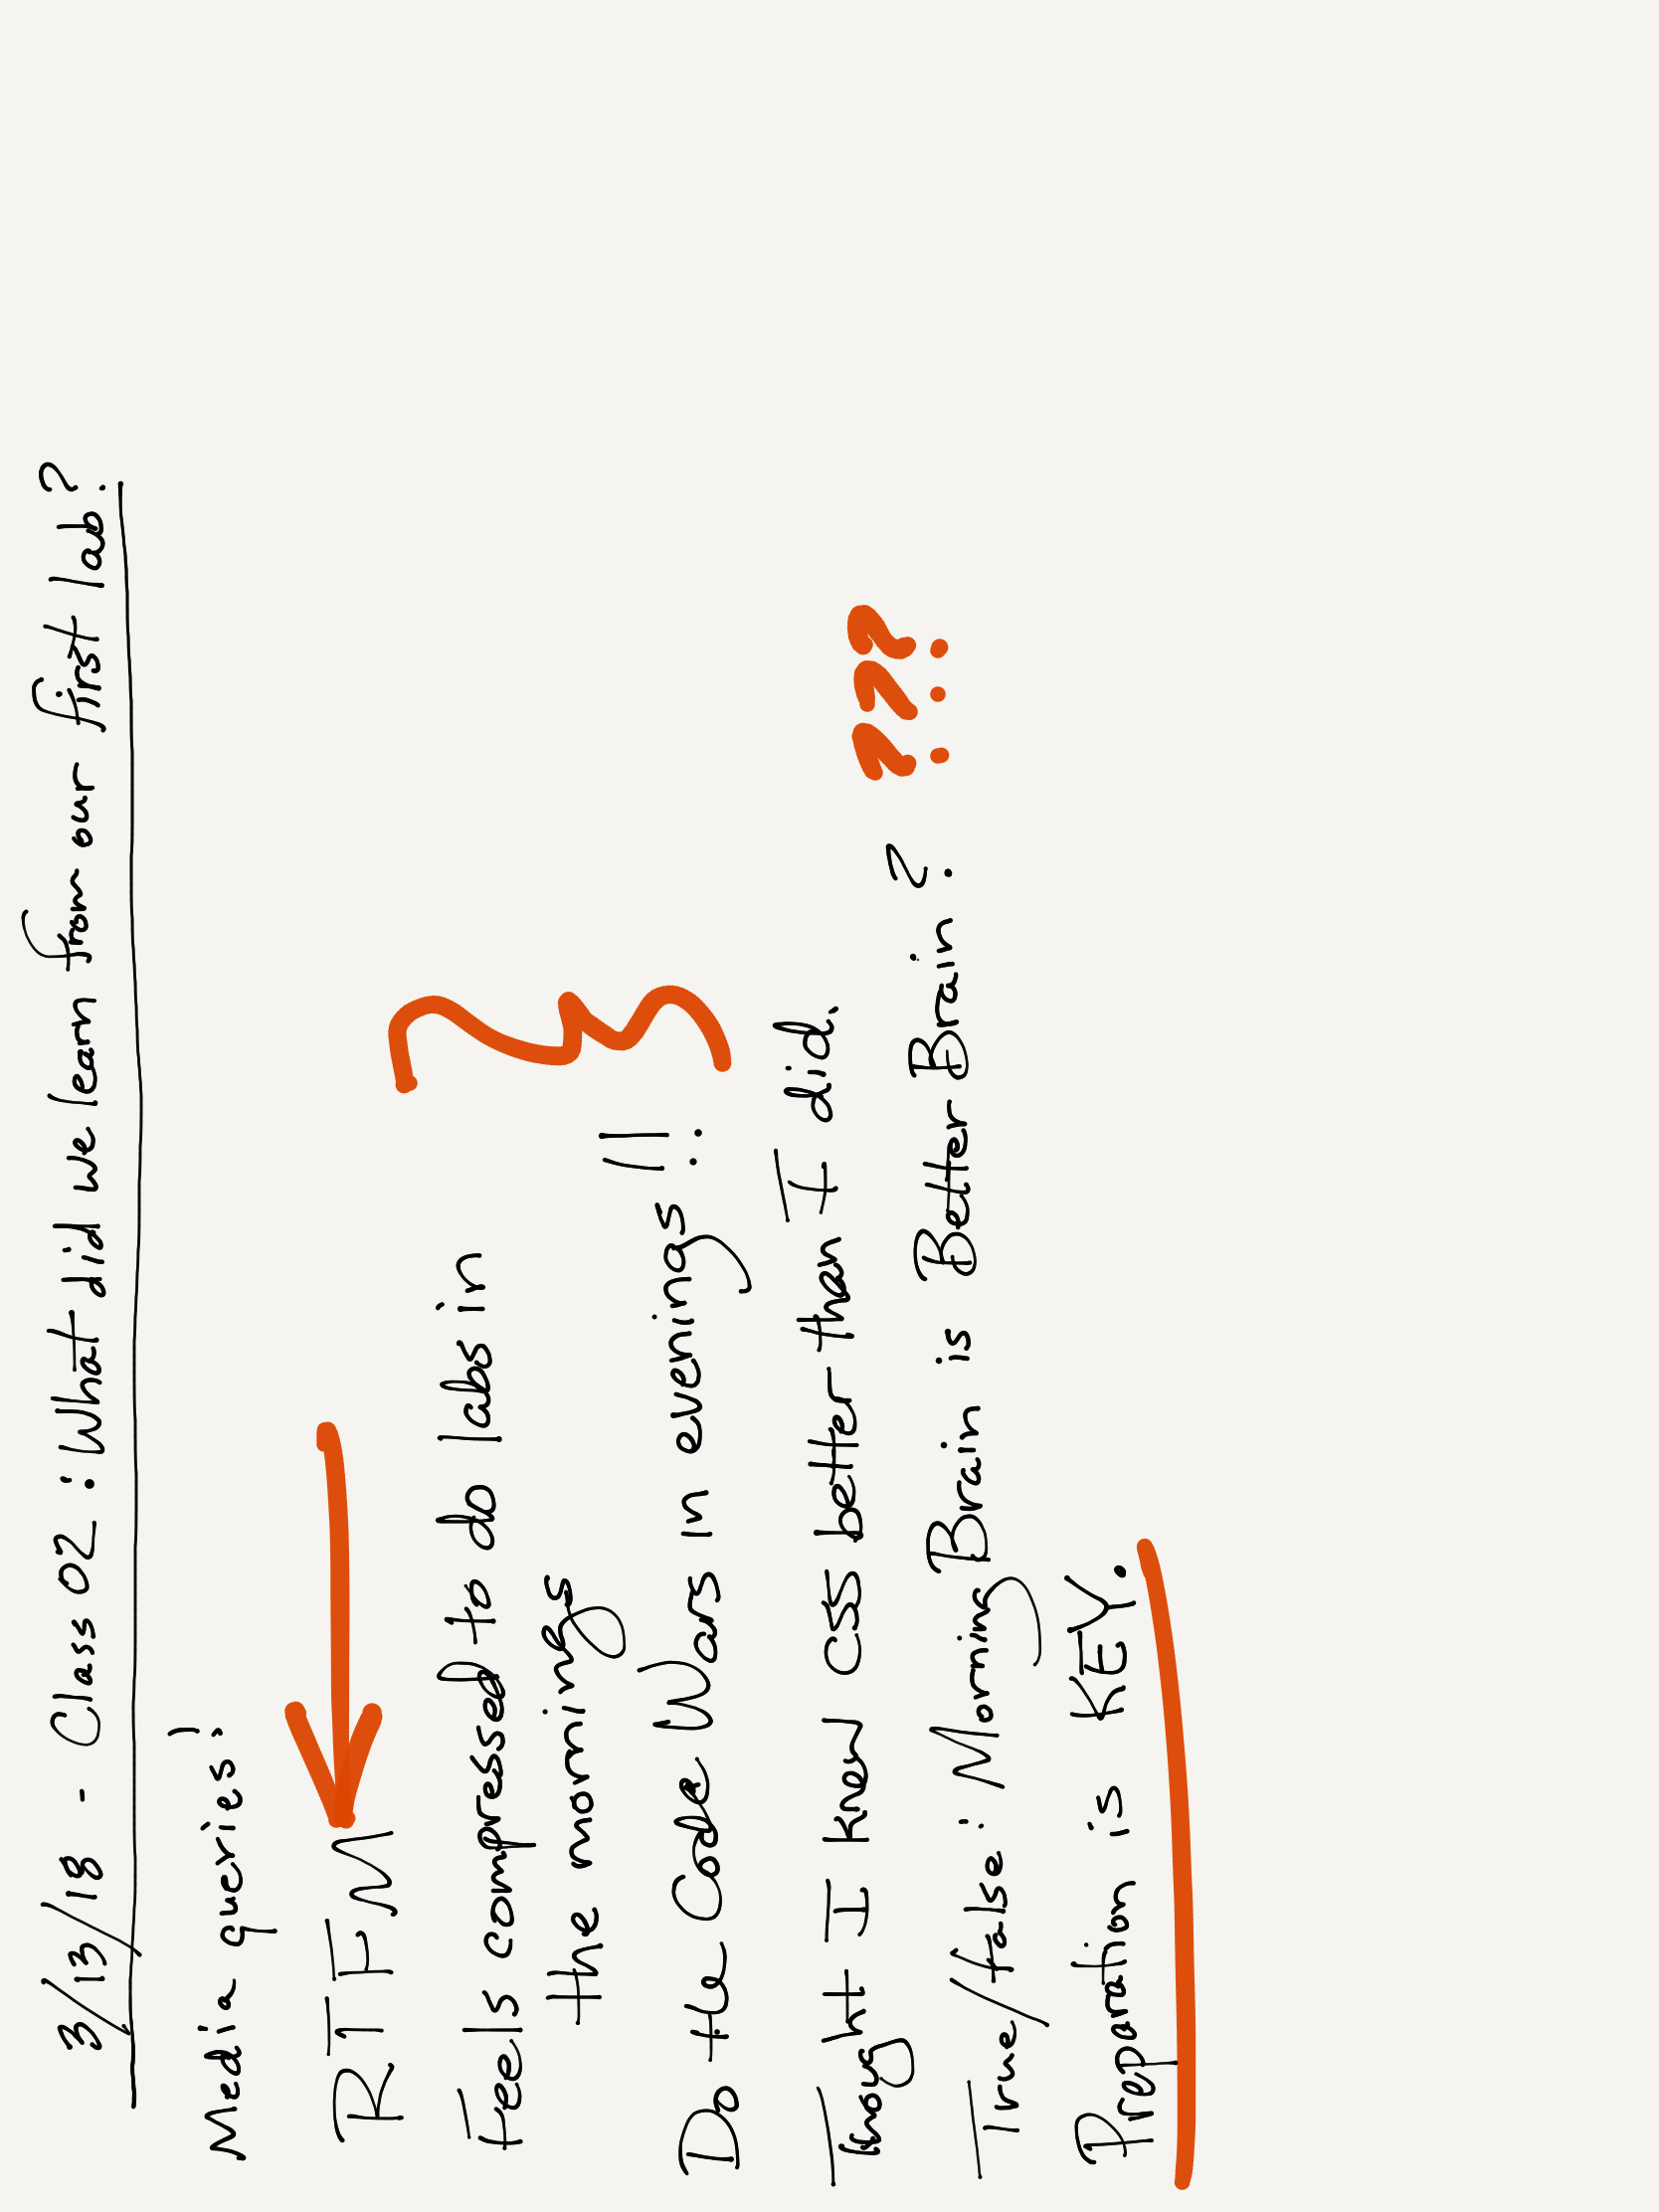 3/13/18 - Class 02 : What did we learn from our first lab?
Media queries!
RTFM
Feels compressed to do labs in
the mornings
Do the Code Wars in evenings!!
Thought I knew CSS better than I did.
True/false: Morning Brain is Better Brain? ???
Preparation is KEY.